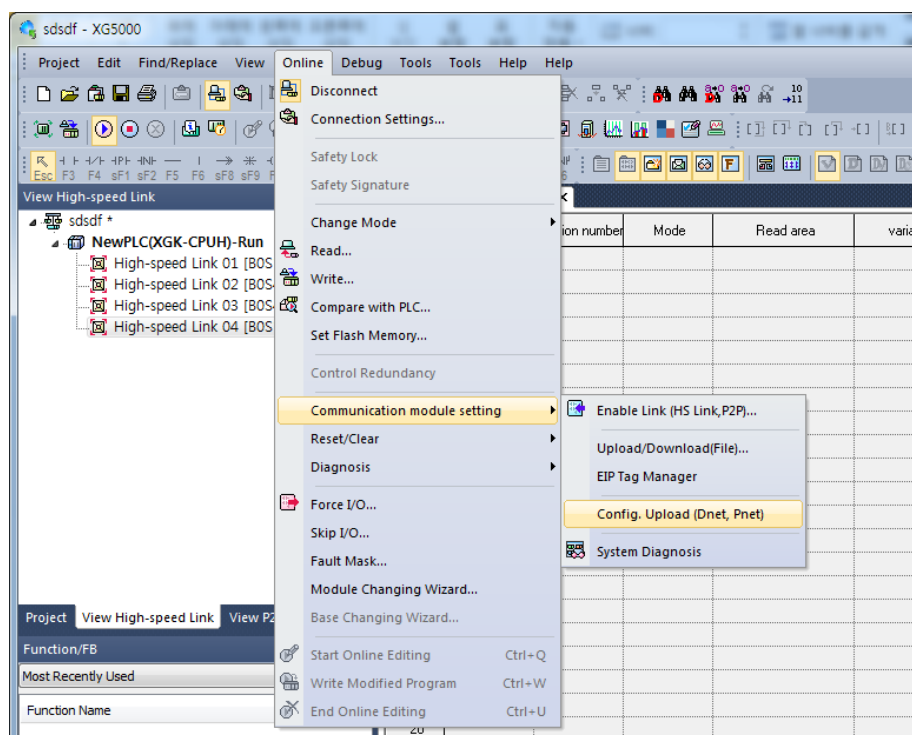 sdsdf - XG5000
Project Edit Find/Replace View Online Debug Tools Tools Help Help
Esc F3 F4 sF1 sF2 F5 F6 sF8 sF9
View High-speed Link
sdsdf *
NewPLC(XGK-CPUH)-Run
High-speed Link 01 [B0S
High-speed Link 02 [B0S
High-speed Link 03 [B0S
High-speed Link 04 [B0S
Project View High-speed Link View P2
Function/FB
Most Recently Used
Function Name
Disconnect
Connection Settings...
Safety Lock
Safety Signature
Change Mode
Read...
Write...
Compare with PLC...
Set Flash Memory...
Control Redundancy
Communication module setting
Reset/Clear
Diagnosis
Force I/O...
Skip I/O...
Fault Mask...
Module Changing Wizard...
Base Changing Wizard...
Start Online Editing Ctrl+Q
Write Modified Program Ctrl+W
End Online Editing Ctrl+U
Enable Link (HS Link,P2P)...
Upload/Download(File)...
EIP Tag Manager
Config. Upload (Dnet, Pnet)
System Diagnosis
ion number Mode Read area varia
20